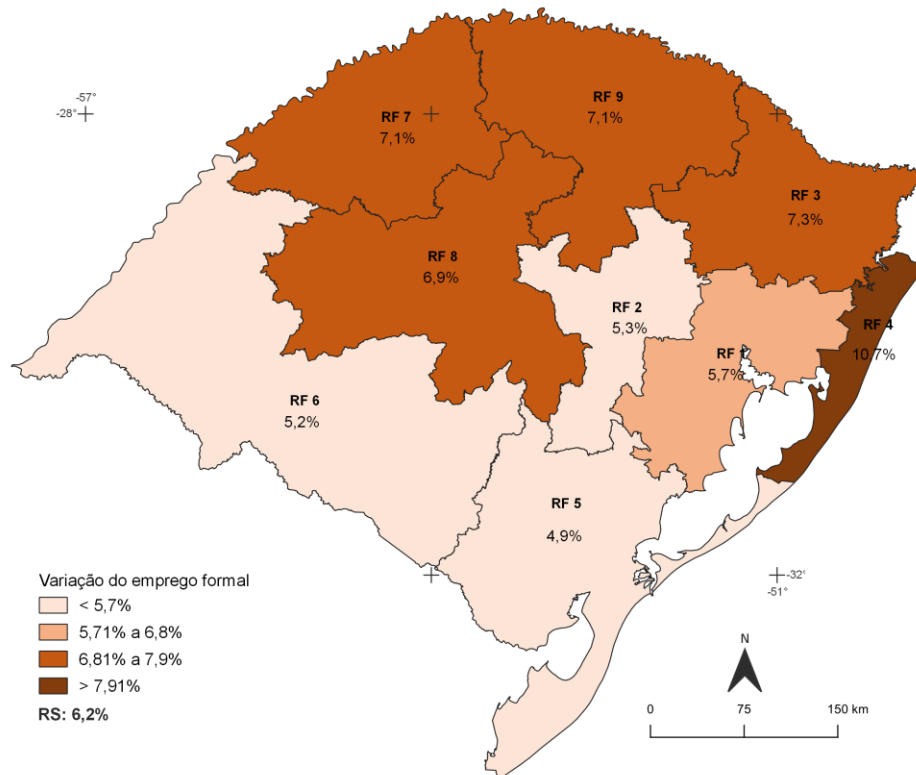 -57°
-28°
RF 7
7,1%
RF 9
7,1%
RF 3
7,3%
RF 8
6,9%
RF 2
5,3%
RF 4
10,7%
RF 1
5,7%
RF 6
5,2%
RF 5
4,9%
-32°
-51°
Variação do emprego formal
< 5,7%
5,71% a 6,8%
6,81% a 7,9%
> 7,91%
RS: 6,2%
N
0 75 150 km